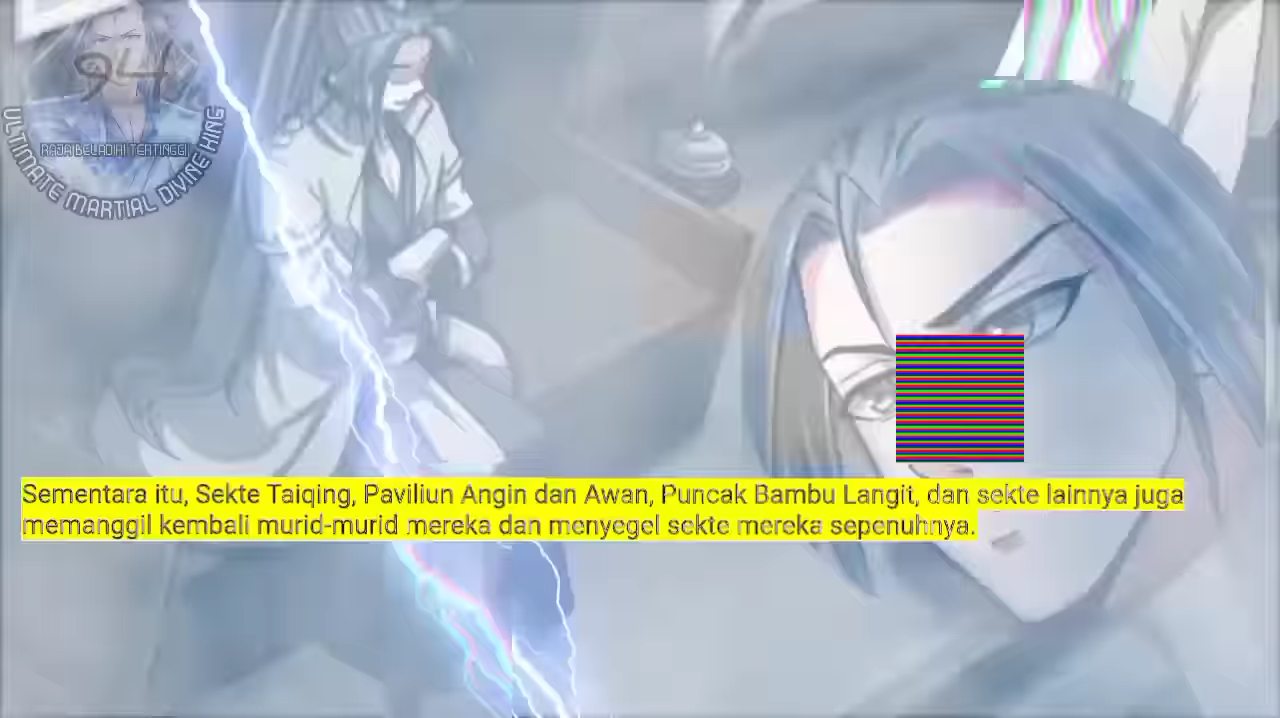 94
RAJA BELADIRI TERTINGGI
ULTIMATE MARTIAL DIVINE KING
Sementara itu, Sekte Taiqing, Paviliun Angin dan Awan, Puncak Bambu Langit, dan sekte lainnya juga
memanggil kembali murid-murid mereka dan menyegel sekte mereka sepenuhnya.